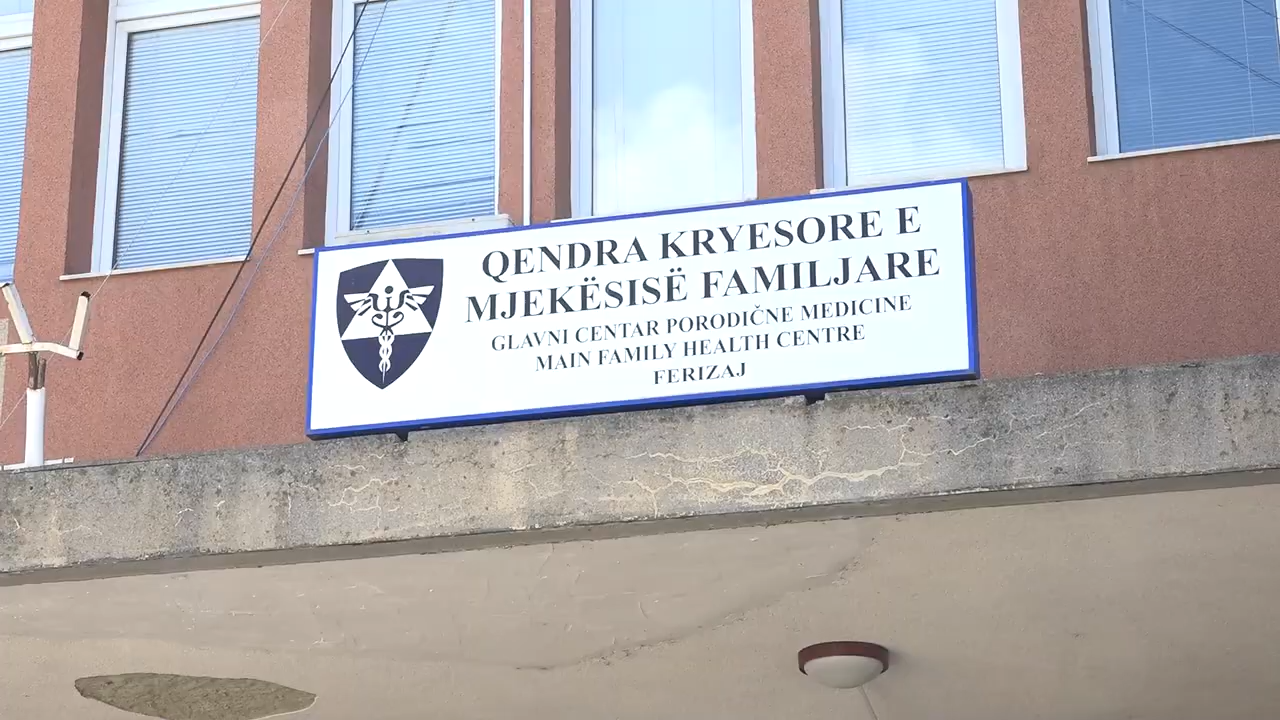 QENDRA KRYESORE E
MJEKËSISË FAMILJARE
GLAVNI CENTAR PORODIČNE MEDICINE
MAIN FAMILY HEALTH CENTRE
FERIZAJ